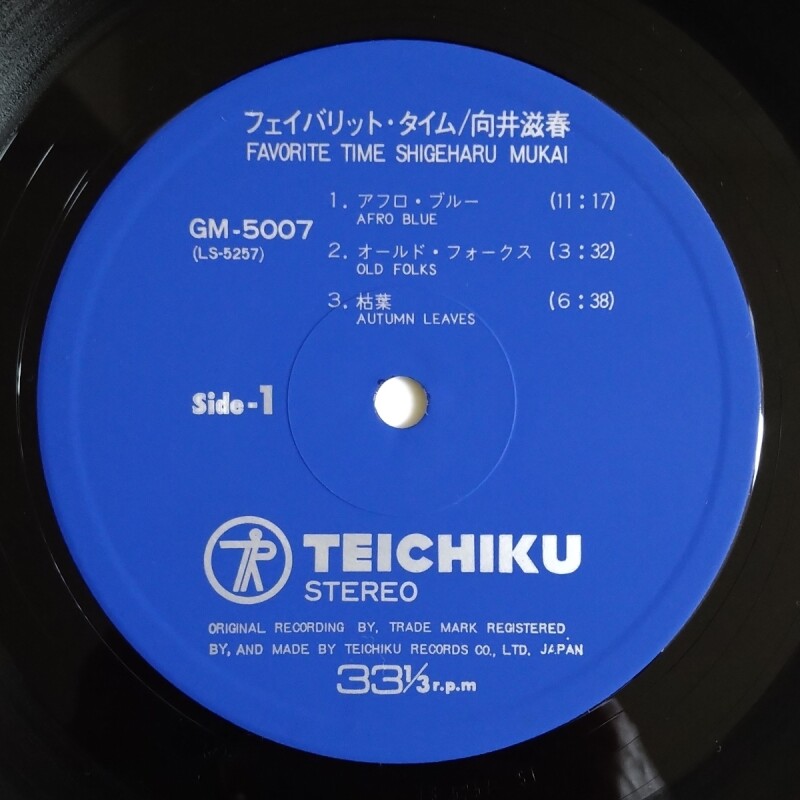 フェイバリット・タイム/向井滋春
FAVORITE TIME SHIGEHARU MUKAI
GM-5007
(LS-5257)
1. アフロ・ブルー (11:17)
AFRO BLUE
2. オールド・フォークス (3:32)
OLD FOLKS
3. 枯葉 (6:38)
AUTUMN LEAVES
Side-1
TEICHIKU
STEREO
ORIGINAL RECORDING BY, TRADE MARK REGISTERED
BY, AND MADE BY TEICHIKU RECORDS CO., LTD. JAPAN
33 1/3 r.p.m